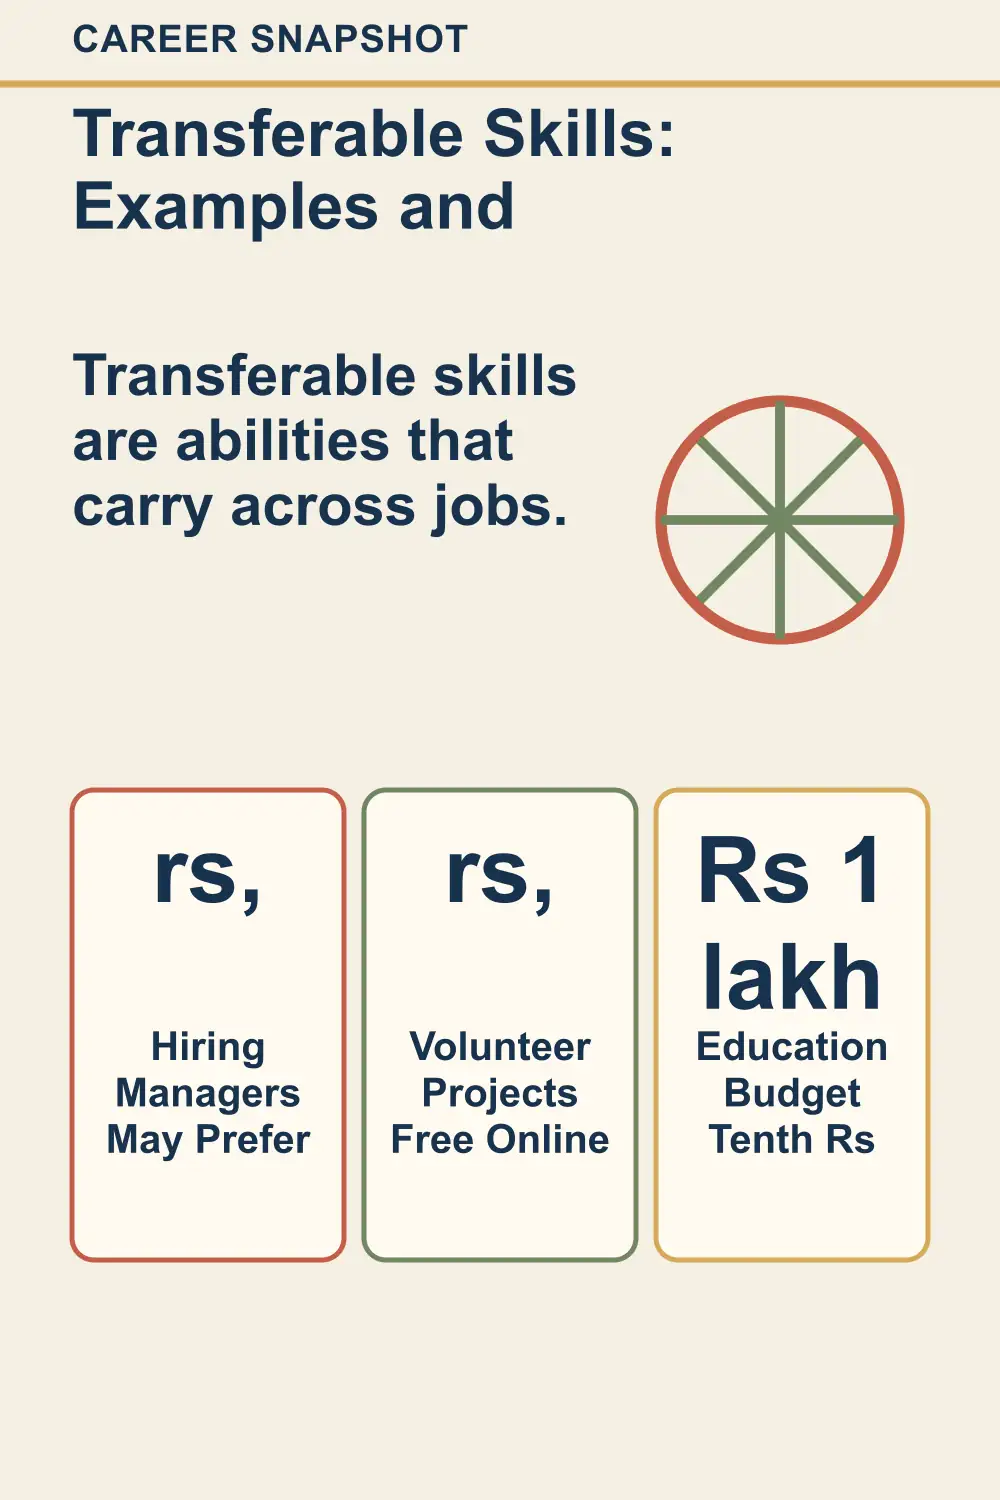 CAREER SNAPSHOT
Transferable Skills:
Examples and
Transferable skills
are abilities that
carry across jobs.
rs,
Hiring
Managers
May Prefer
rs,
Volunteer
Projects
Free Online
Rs 1
lakh
Education
Budget
Tenth Rs